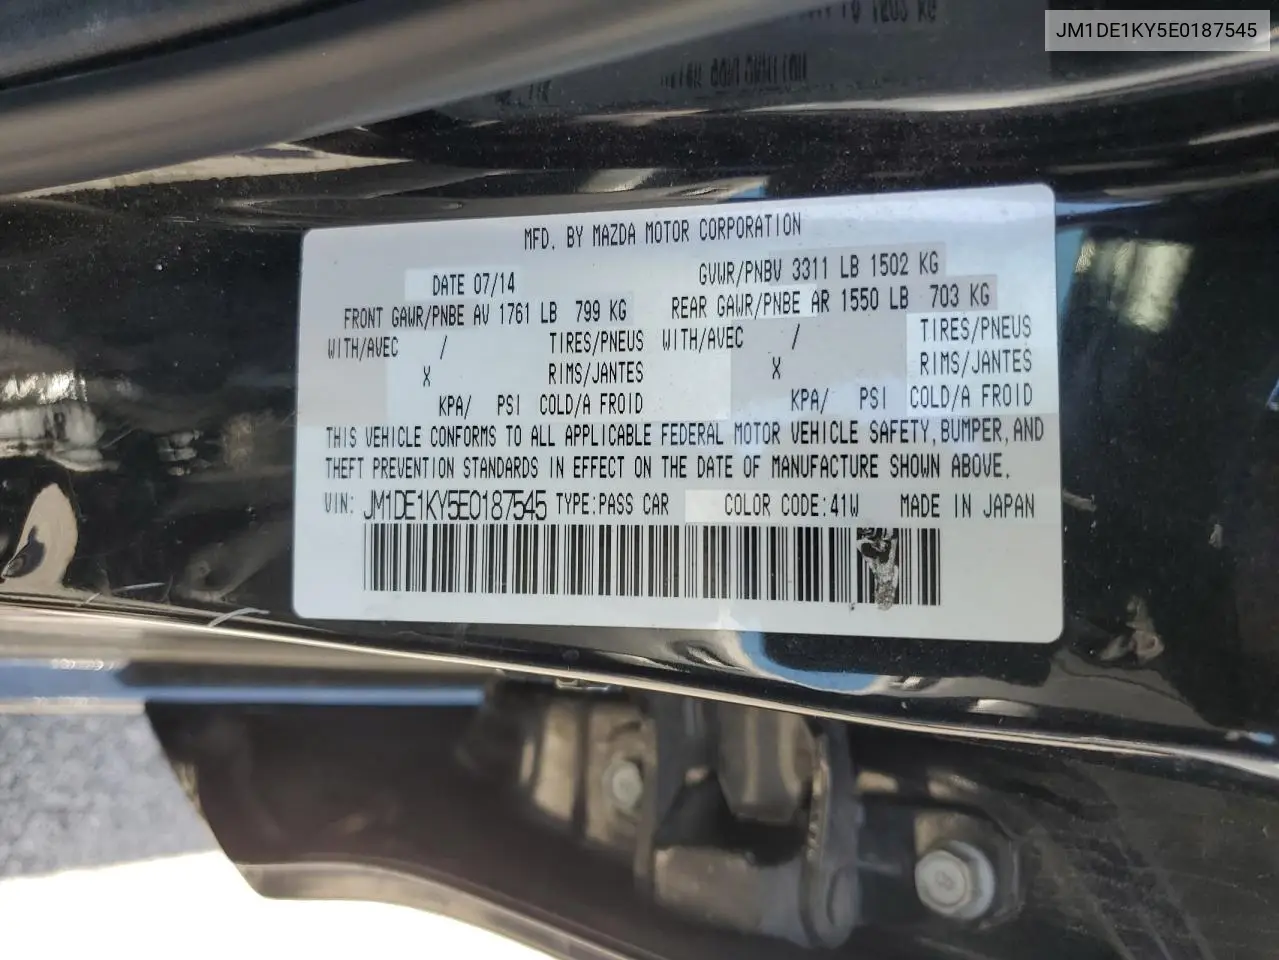 JM1DE1KY5E0187545
MFD. BY MAZDA MOTOR CORPORATION
DATE 07/14 GVWR/PNBV 3311 LB 1502 KG
FRONT GAWR/PNBE AV 1761 LB 799 KG REAR GAWR/PNBE AR 1550 LB 703 KG
WITH/AVEC / TIRES/PNEUS WITH/AVEC / TIRES/PNEUS
X RIMS/JANTES X RIMS/JANTES
KPA/ PSI COLD/A FROID KPA/ PSI COLD/A FROID
THIS VEHICLE CONFORMS TO ALL APPLICABLE FEDERAL MOTOR VEHICLE SAFETY, BUMPER, AND
THEFT PREVENTION STANDARDS IN EFFECT ON THE DATE OF MANUFACTURE SHOWN ABOVE.
VIN: JM1DE1KY5E0187545 TYPE:PASS CAR COLOR CODE:41W MADE IN JAPAN